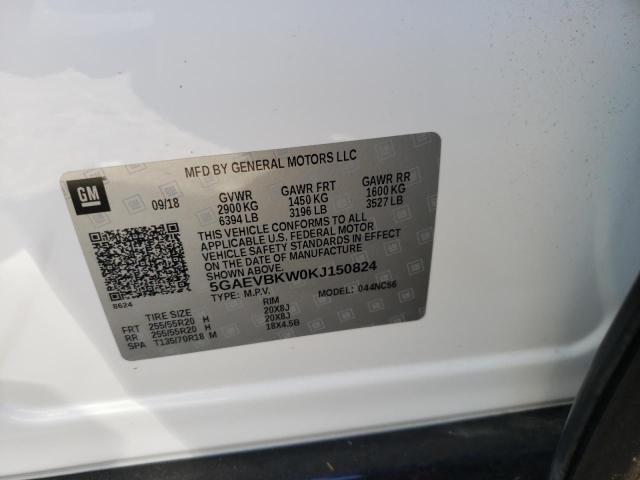 MFD BY GENERAL MOTORS LLC
GM
09/18
GVWR GAWR FRT GAWR RR
2900 KG 1450 KG 1600 KG
6394 LB 3196 LB 3527 LB
THIS VEHICLE CONFORMS TO ALL
APPLICABLE U.S. FEDERAL MOTOR
VEHICLE SAFETY STANDARDS IN EFFECT
ON THE DATE OF MANUFACTURE
SHOWN ABOVE.
5GAEVBKW0KJ150824
TYPE: M.P.V. MODEL: 044NC56
8624
TIRE SIZE RIM
FRT 255/55R20 H 20X8J
RR 255/55R20 H 20X8J
SPA T135/70R18 M 18X4.5B